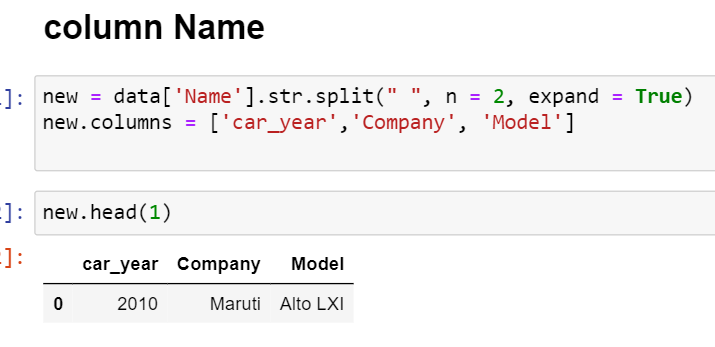 column Name
]:
new = data['Name'].str.split(" ", n = 2, expand = True)
new.columns = ['car_year','Company', 'Model']
]:
new.head(1)
]:
car_year Company Model
0 2010 Maruti Alto LXI